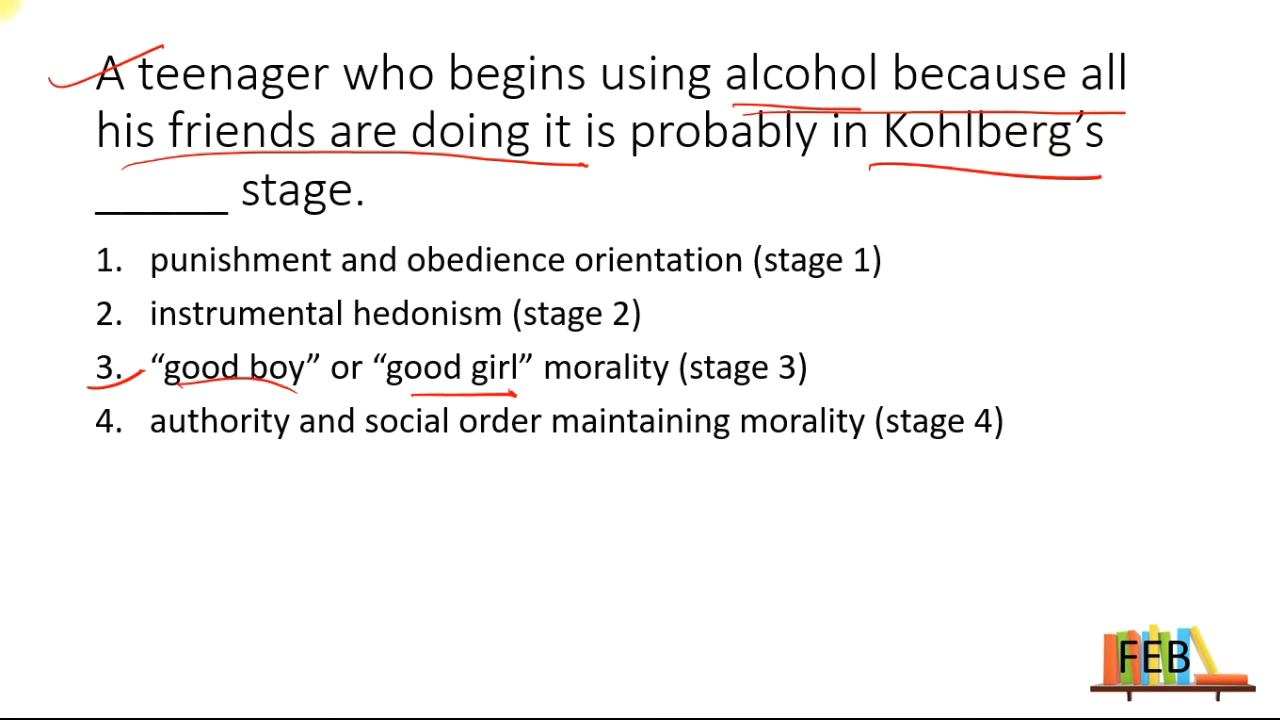 A teenager who begins using alcohol because all
his friends are doing it is probably in Kohlberg’s
_____ stage.
1. punishment and obedience orientation (stage 1)
2. instrumental hedonism (stage 2)
3. “good boy” or “good girl” morality (stage 3)
4. authority and social order maintaining morality (stage 4)
FEB